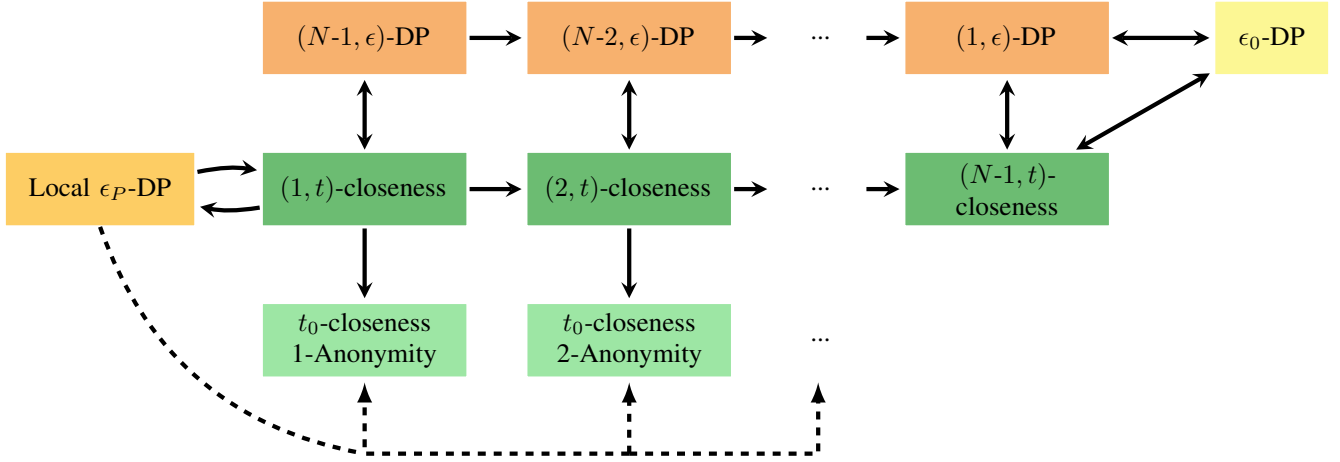 (N-1, ϵ)-DP
(N-2, ϵ)-DP
...
(1, ϵ)-DP
ϵ₀-DP
Local ϵ_P-DP
(1, t)-closeness
(2, t)-closeness
...
(N-1, t)-
closeness
t₀-closeness
1-Anonymity
t₀-closeness
2-Anonymity
...